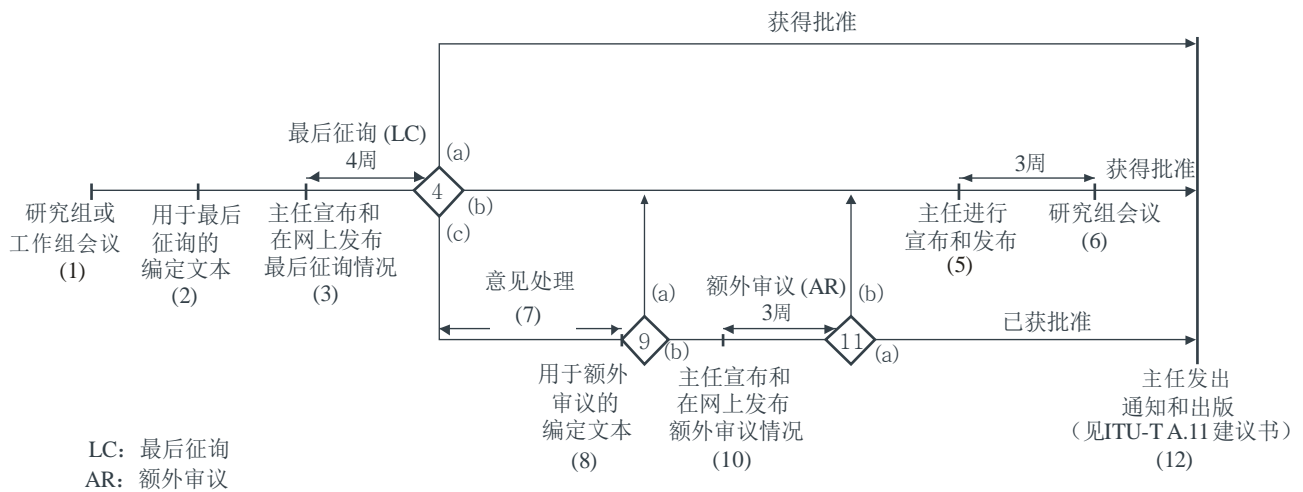 获得批准
最后征询 (LC)
4周
(a)
4
(b)
(c)
3周
获得批准
研究组或
工作组会议
(1)
用于最后
征询的
编定文本
(2)
主任宣布和
在网上发布
最后征询情况
(3)
主任进行
宣布和发布
(5)
研究组会议
(6)
意见处理
(7)
(a)
9
(b)
额外审议 (AR)
3周
(b)
11
(a)
已获批准
用于额外
审议的
编定文本
(8)
主任宣布和
在网上发布
额外审议情况
(10)
主任发出
通知和出版
（见ITU-T A.11 建议书）
(12)
LC：最后征询
AR：额外审议